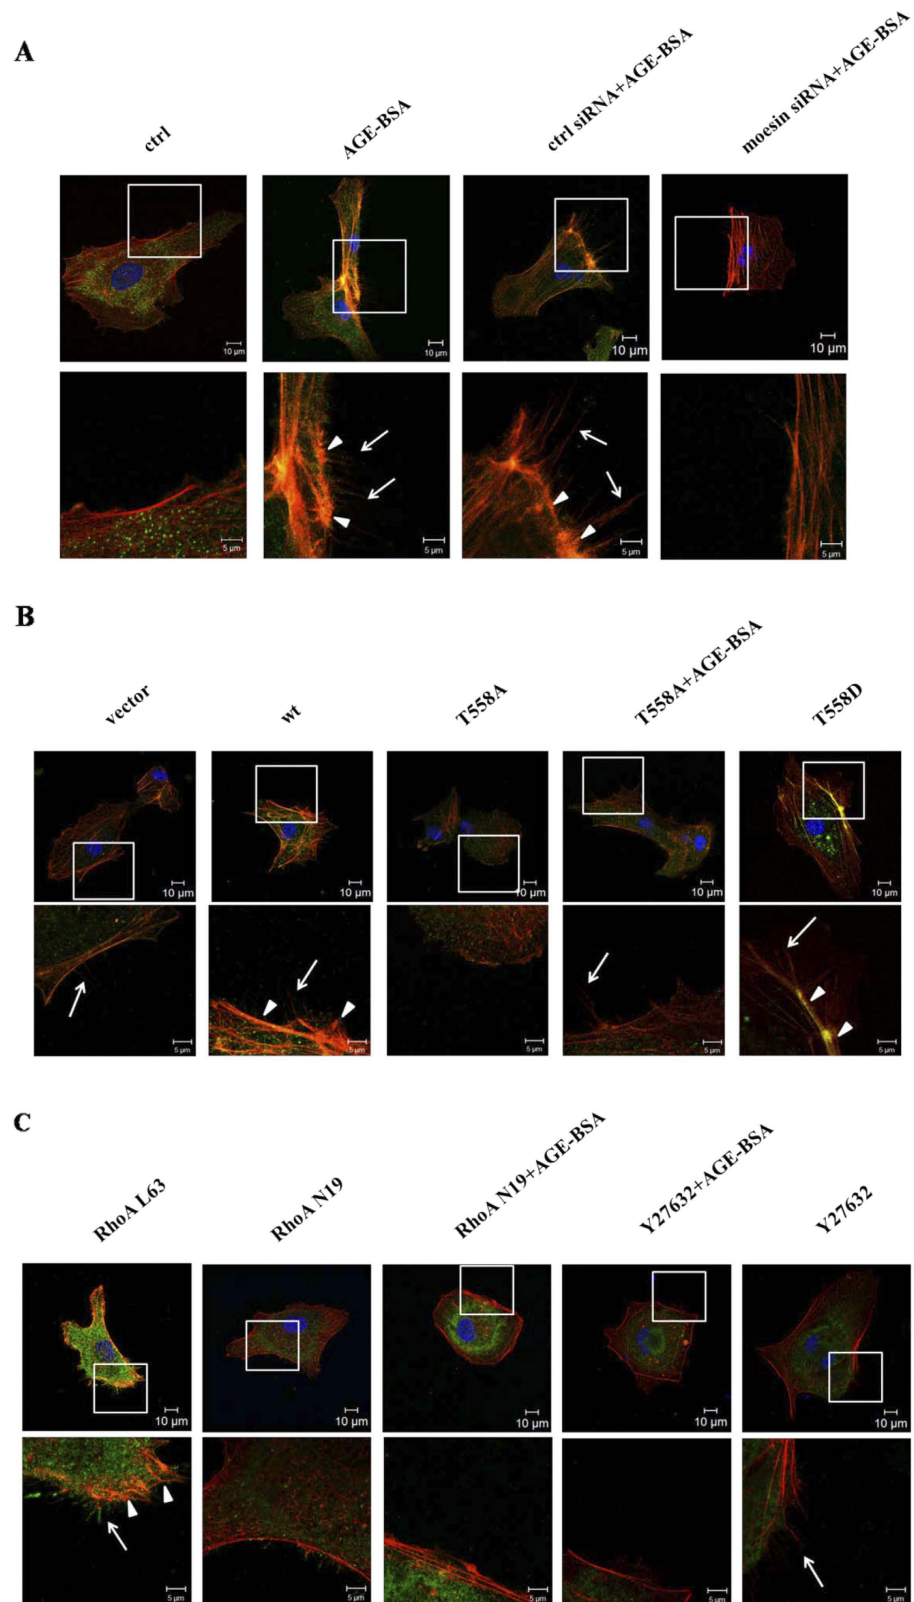 A
ctrl
AGE-BSA
ctrl siRNA+AGE-BSA
moesin siRNA+AGE-BSA
10 µm
10 µm
10 µm
10 µm
5 µm
5 µm
5 µm
5 µm
B
vector
wt
T558A
T558A+AGE-BSA
T558D
10 µm
10 µm
10 µm
10 µm
10 µm
5 µm
5 µm
5 µm
5 µm
5 µm
C
RhoA L63
RhoA N19
RhoA N19+AGE-BSA
Y27632+AGE-BSA
Y27632
10 µm
10 µm
10 µm
10 µm
10 µm
5 µm
5 µm
5 µm
5 µm
5 µm